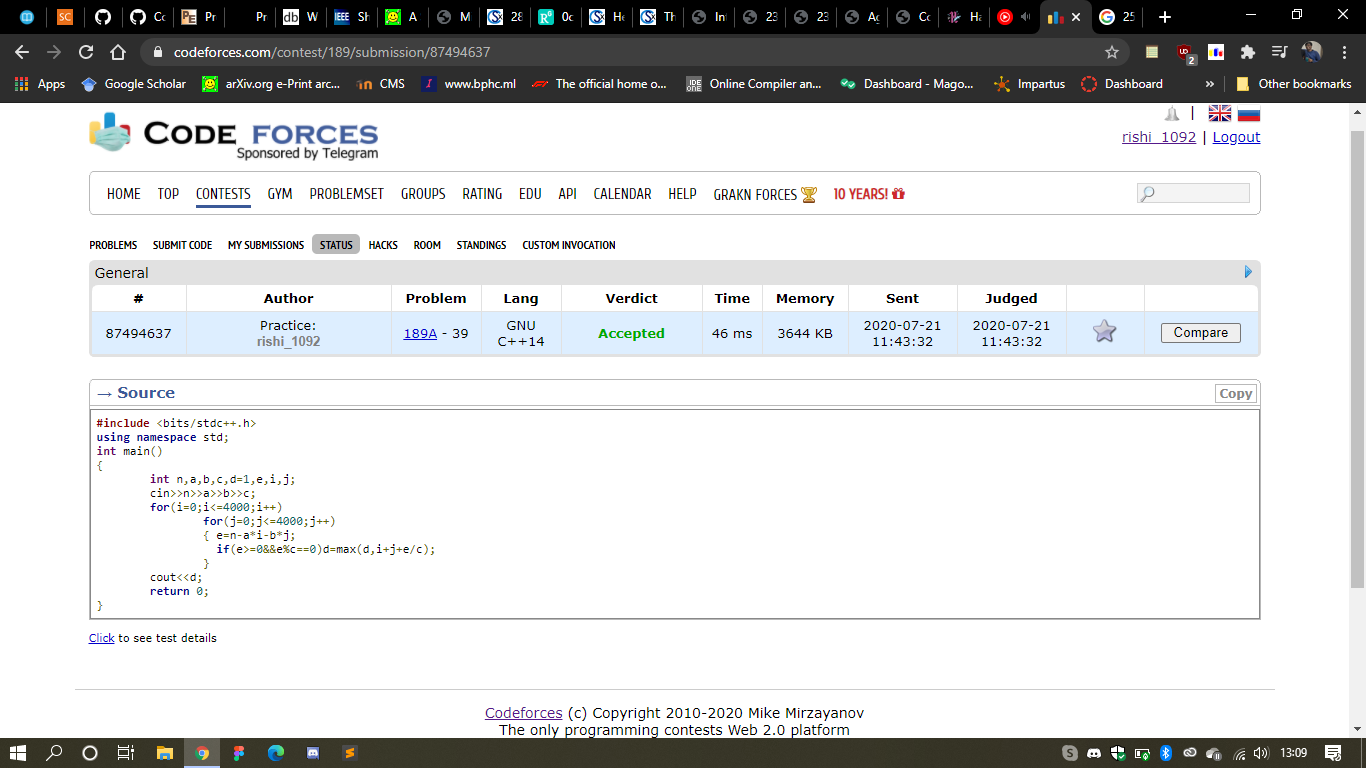 SC Cc Pr Pr W Sh A M 28 0c He Th In 23 23 Ag Cc Ha 25
codeforces.com/contest/189/submission/87494637
2
Apps Google Scholar arXiv.org e-Print arc... CMS www.bphc.ml The official home o... Online Compiler an... Dashboard - Mago... Impartus Dashboard » Other bookmarks
CODE FORCES
Sponsored by Telegram
|
rishi_1092 | Logout
HOME TOP CONTESTS GYM PROBLEMSET GROUPS RATING EDU API CALENDAR HELP GRAKN FORCES 10 YEARS!
PROBLEMS SUBMIT CODE MY SUBMISSIONS STATUS HACKS ROOM STANDINGS CUSTOM INVOCATION
General
# Author Problem Lang Verdict Time Memory Sent Judged
87494637 Practice: rishi_1092 189A - 39 GNU C++14 Accepted 46 ms 3644 KB 2020-07-21 11:43:32 2020-07-21 11:43:32 Compare
→ Source Copy
#include <bits/stdc++.h>
using namespace std;
int main()
{
int n,a,b,c,d=1,e,i,j;
cin>>n>>a>>b>>c;
for(i=0;i<=4000;i++)
for(j=0;j<=4000;j++)
{ e=n-a*i-b*j;
if(e>=0&&e%c==0)d=max(d,i+j+e/c);
}
cout<<d;
return 0;
}
Click to see test details
Codeforces (c) Copyright 2010-2020 Mike Mirzayanov
The only programming contests Web 2.0 platform
13:09